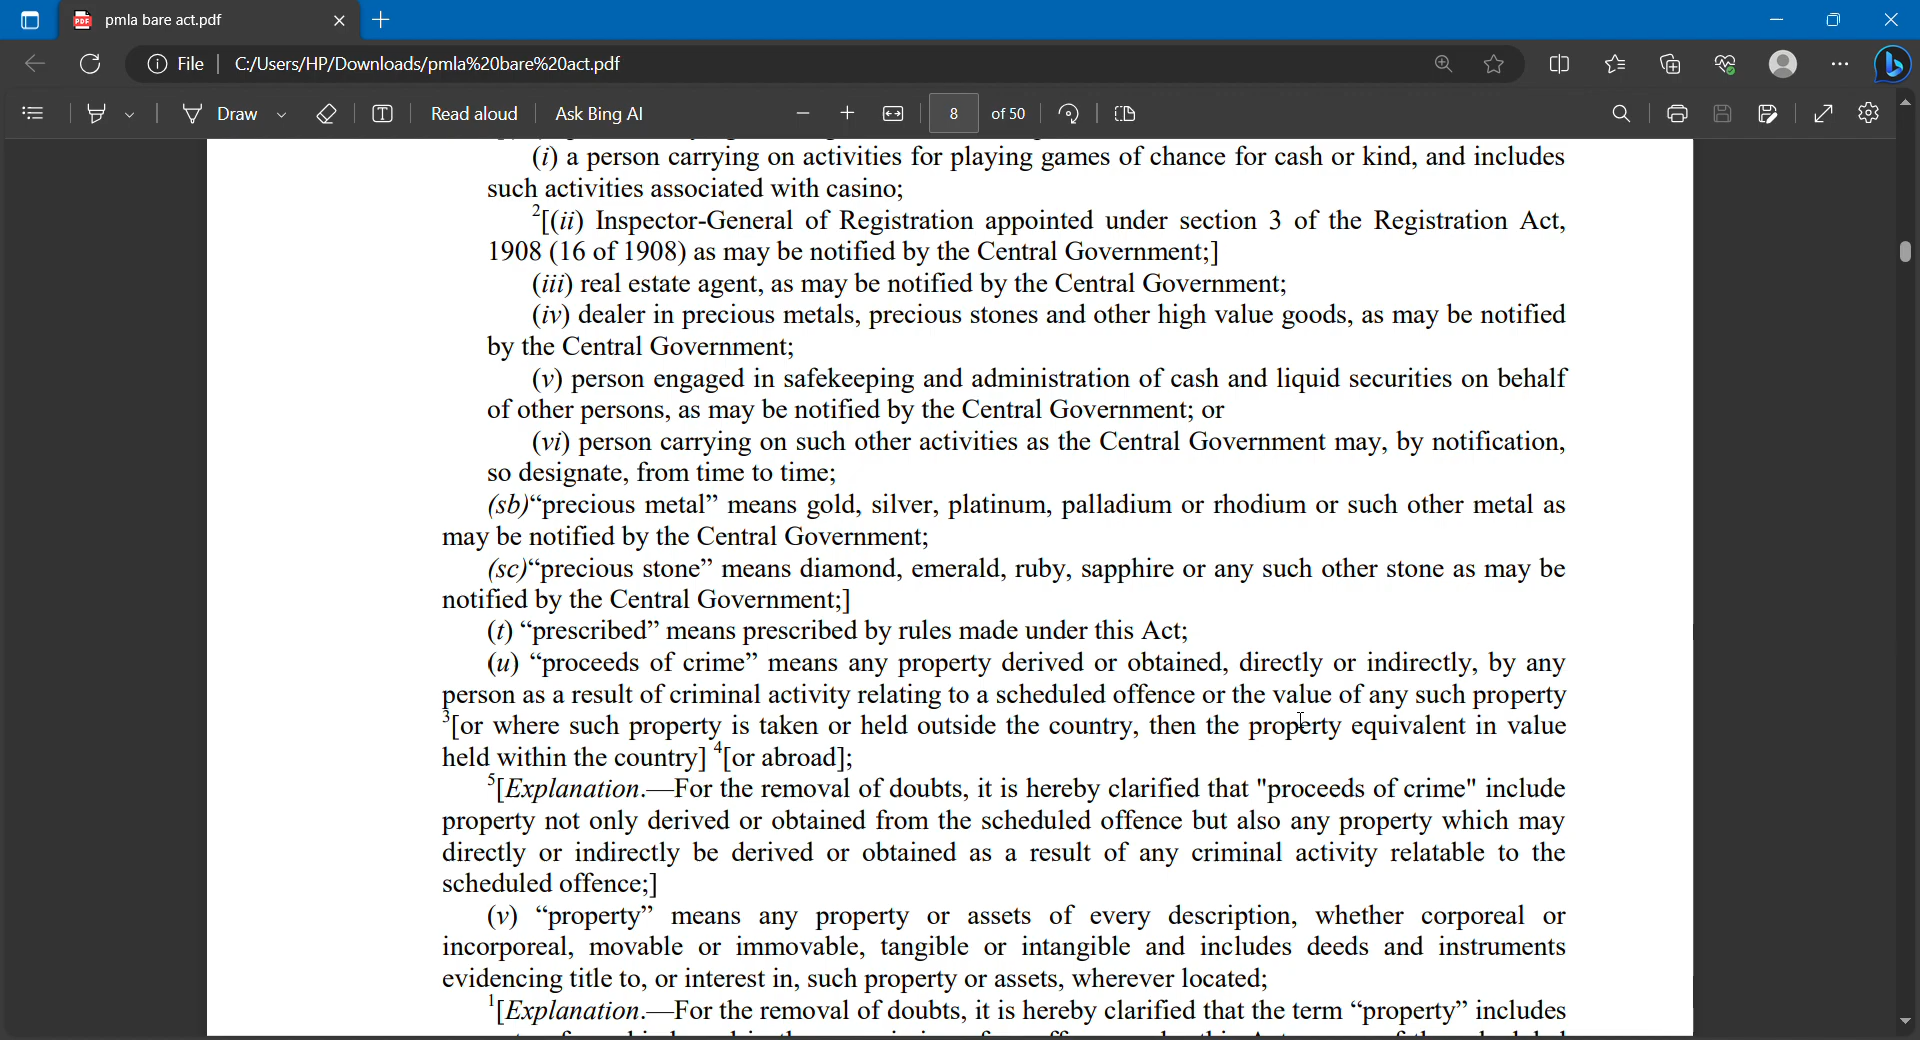 pmla bare act.pdf
File
C:/Users/HP/Downloads/pmla%20bare%20act.pdf
Draw
Read aloud
Ask Bing AI
8
of 50
(i) a person carrying on activities for playing games of chance for cash or kind, and includes
such activities associated with casino;
2[(ii) Inspector-General of Registration appointed under section 3 of the Registration Act,
1908 (16 of 1908) as may be notified by the Central Government;]
(iii) real estate agent, as may be notified by the Central Government;
(iv) dealer in precious metals, precious stones and other high value goods, as may be notified
by the Central Government;
(v) person engaged in safekeeping and administration of cash and liquid securities on behalf
of other persons, as may be notified by the Central Government; or
(vi) person carrying on such other activities as the Central Government may, by notification,
so designate, from time to time;
(sb)“precious metal” means gold, silver, platinum, palladium or rhodium or such other metal as
may be notified by the Central Government;
(sc)“precious stone” means diamond, emerald, ruby, sapphire or any such other stone as may be
notified by the Central Government;]
(t) “prescribed” means prescribed by rules made under this Act;
(u) “proceeds of crime” means any property derived or obtained, directly or indirectly, by any
person as a result of criminal activity relating to a scheduled offence or the value of any such property
3[or where such property is taken or held outside the country, then the property equivalent in value
held within the country] 4[or abroad];
5[Explanation.—For the removal of doubts, it is hereby clarified that "proceeds of crime" include
property not only derived or obtained from the scheduled offence but also any property which may
directly or indirectly be derived or obtained as a result of any criminal activity relatable to the
scheduled offence;]
(v) “property” means any property or assets of every description, whether corporeal or
incorporeal, movable or immovable, tangible or intangible and includes deeds and instruments
evidencing title to, or interest in, such property or assets, wherever located;
1[Explanation.—For the removal of doubts, it is hereby clarified that the term “property” includes